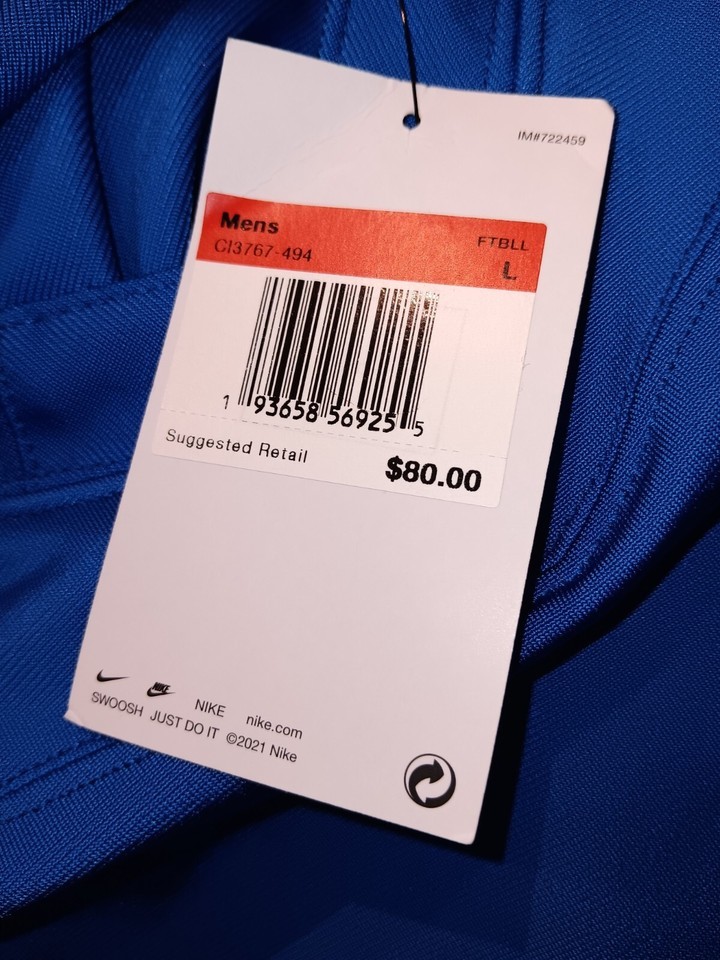 IM#722459
Mens
CI3767-494
FTBLL
L
1 93658 56925 5
Suggested Retail
$80.00
NIKE
NIKE nike.com
SWOOSH JUST DO IT ©2021 Nike